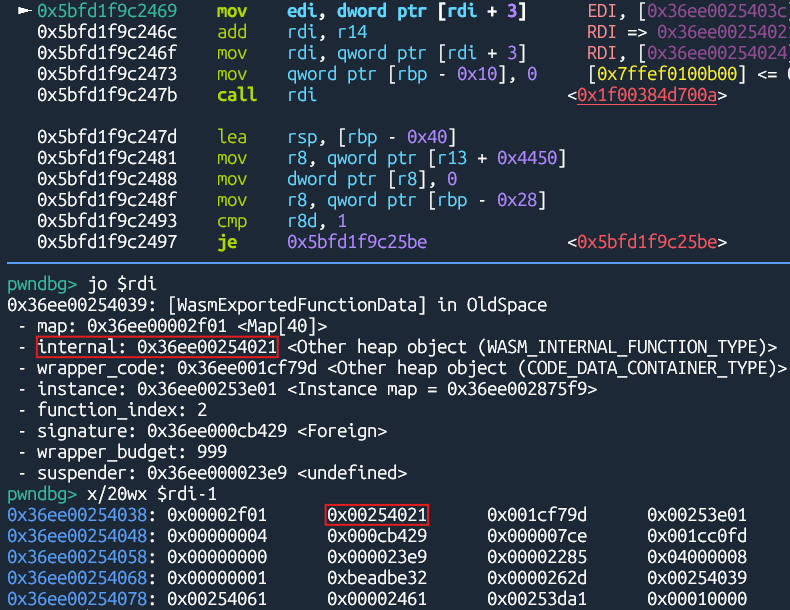 ► 0x5bfd1f9c2469 mov edi, dword ptr [rdi + 3] EDI, [0x36ee0025403c]
0x5bfd1f9c246c add rdi, r14 RDI => 0x36ee0025402
0x5bfd1f9c246f mov rdi, qword ptr [rdi + 3] RDI, [0x36ee00254024]
0x5bfd1f9c2473 mov qword ptr [rbp - 0x10], 0 [0x7ffef0100b00] <= 0
0x5bfd1f9c247b call rdi <0x1f00384d700a>
0x5bfd1f9c247d lea rsp, [rbp - 0x40]
0x5bfd1f9c2481 mov r8, qword ptr [r13 + 0x4450]
0x5bfd1f9c2488 mov dword ptr [r8], 0
0x5bfd1f9c248f mov r8, qword ptr [rbp - 0x28]
0x5bfd1f9c2493 cmp r8d, 1
0x5bfd1f9c2497 je 0x5bfd1f9c25be <0x5bfd1f9c25be>
pwndbg> jo $rdi
0x36ee00254039: [WasmExportedFunctionData] in OldSpace
- map: 0x36ee00002f01 <Map[40]>
- internal: 0x36ee00254021 <Other heap object (WASM_INTERNAL_FUNCTION_TYPE)>
- wrapper_code: 0x36ee001cf79d <Other heap object (CODE_DATA_CONTAINER_TYPE)>
- instance: 0x36ee00253e01 <Instance map = 0x36ee002875f9>
- function_index: 2
- signature: 0x36ee000cb429 <Foreign>
- wrapper_budget: 999
- suspender: 0x36ee000023e9 <undefined>
pwndbg> x/20wx $rdi-1
0x36ee00254038: 0x00002f01 0x00254021 0x001cf79d 0x00253e01
0x36ee00254048: 0x00000004 0x000cb429 0x000007ce 0x001cc0fd
0x36ee00254058: 0x00000000 0x000023e9 0x00002285 0x04000008
0x36ee00254068: 0x00000001 0xbeadbe32 0x0000262d 0x00254039
0x36ee00254078: 0x00254061 0x00002461 0x00253da1 0x00010000